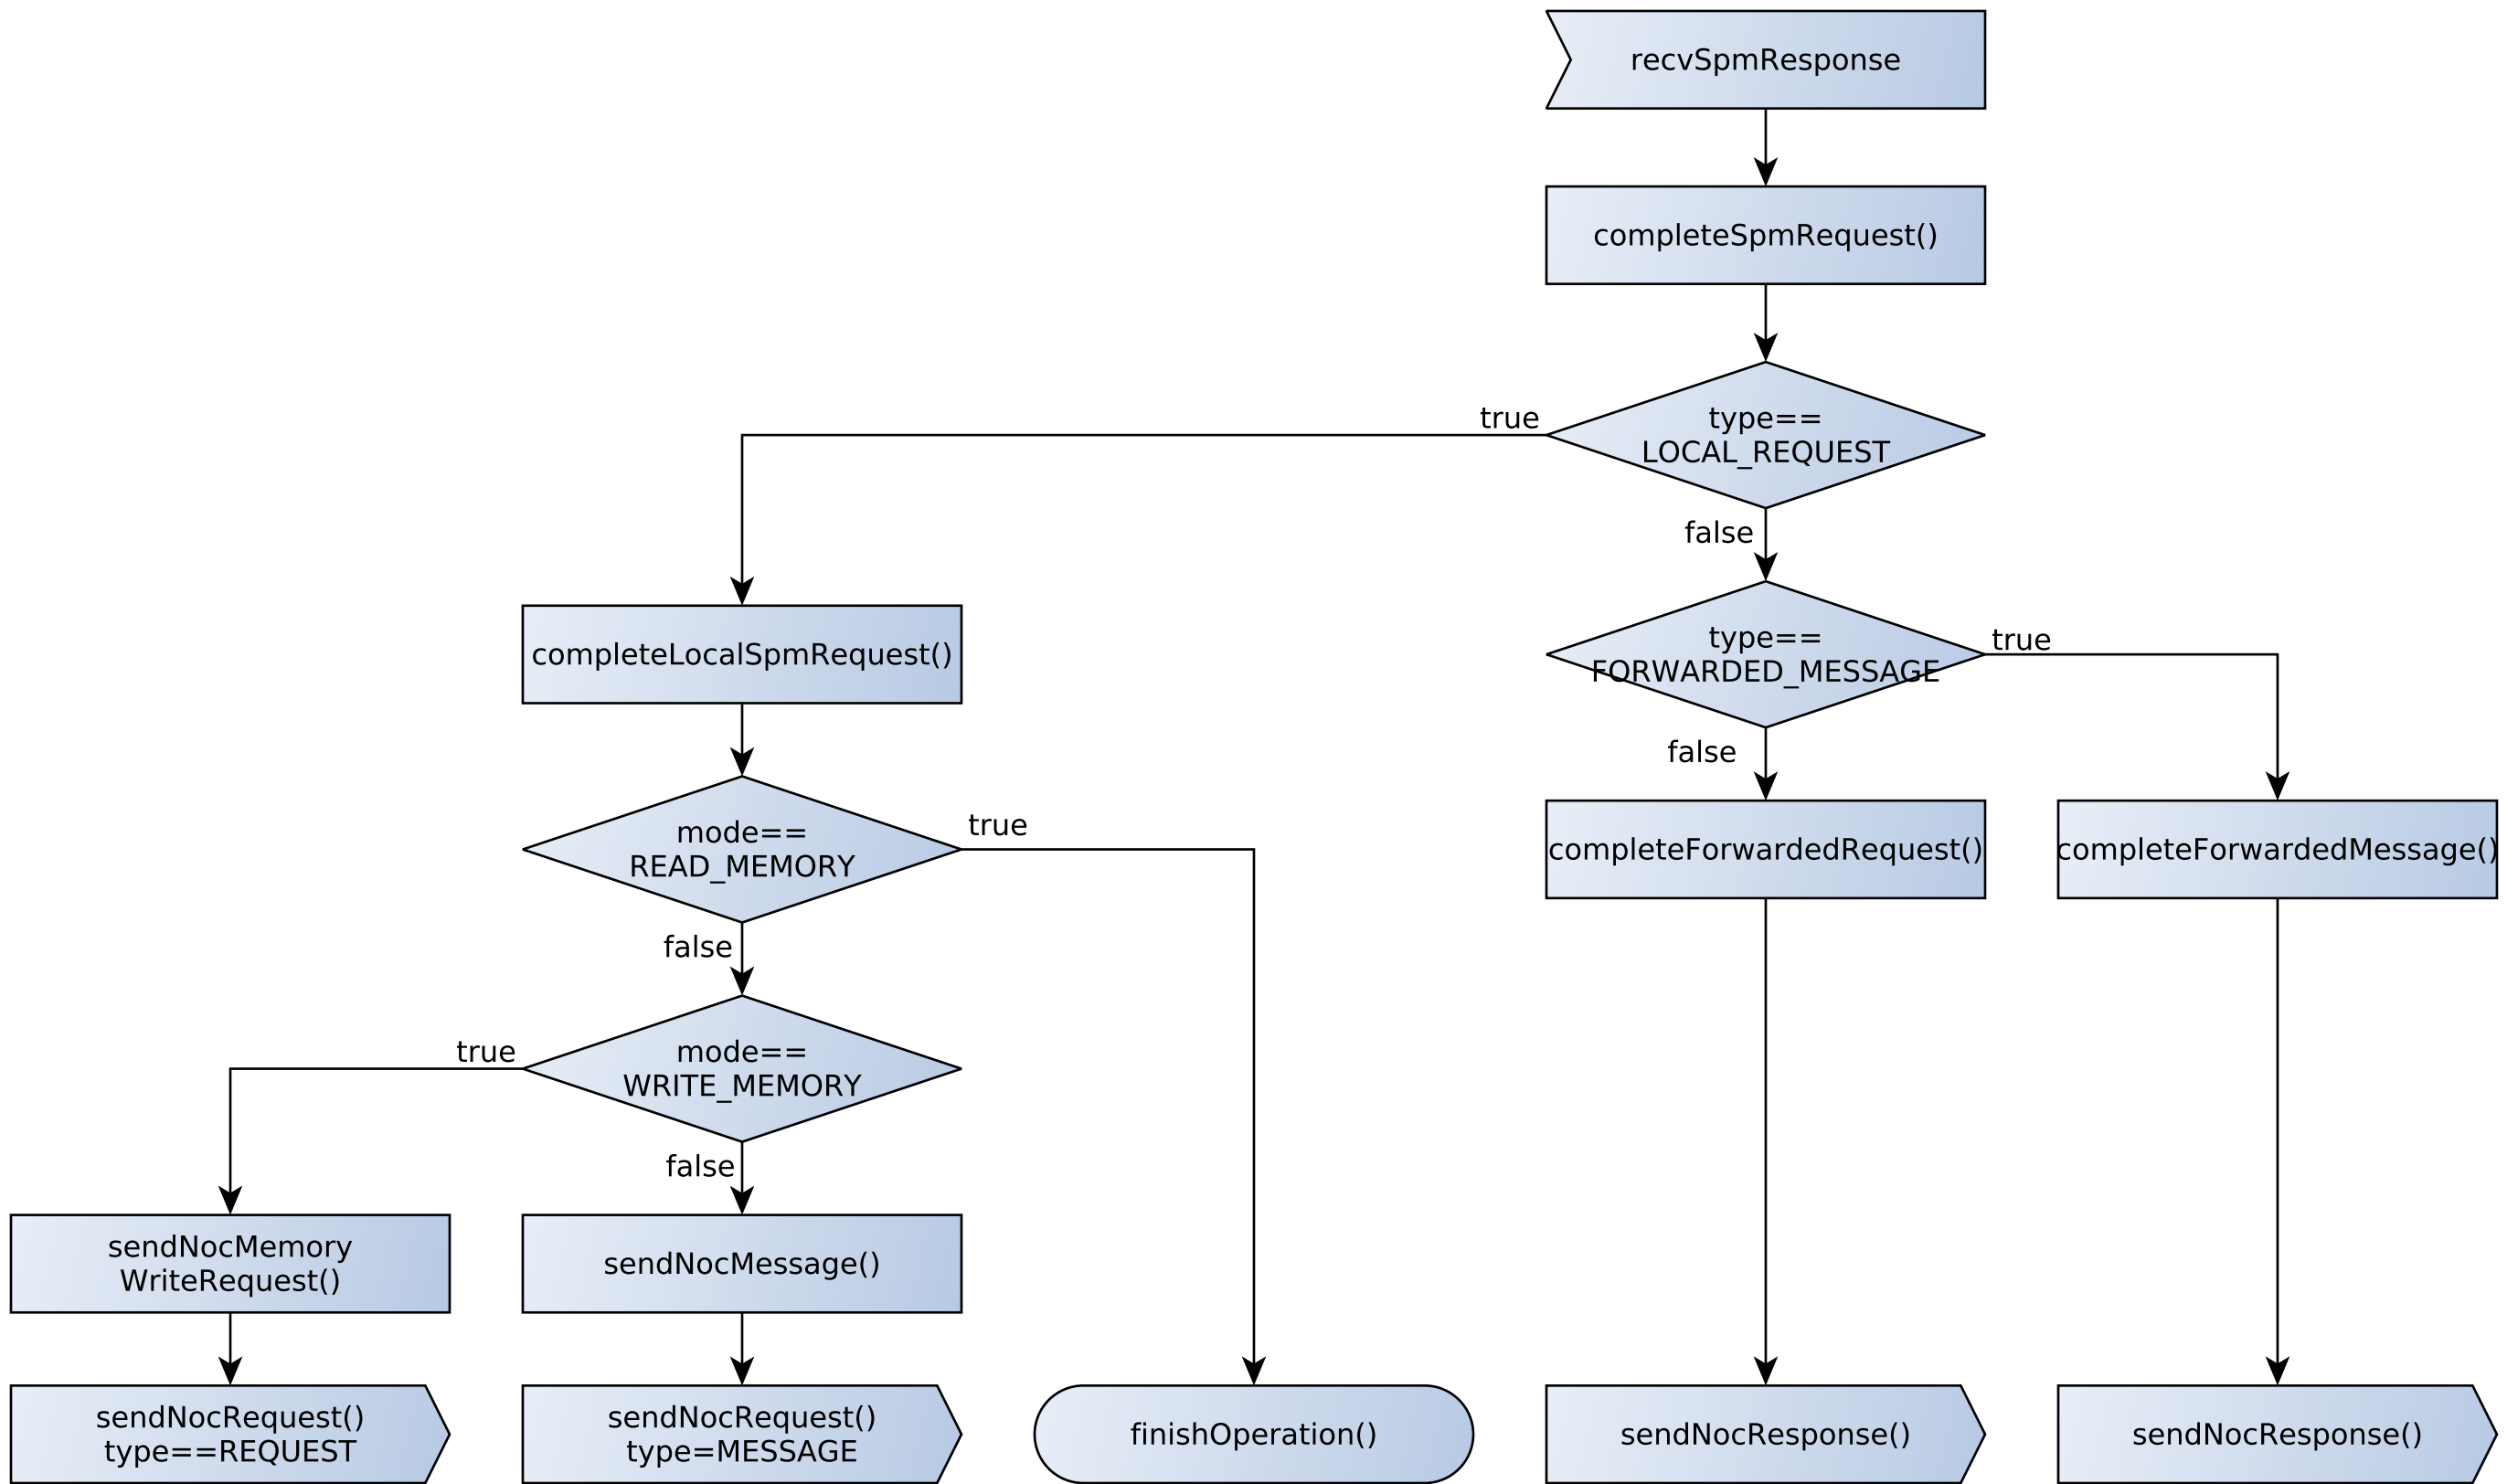 recvSpmResponse
completeSpmRequest()
true
type==
LOCAL_REQUEST
false
completeLocalSpmRequest()
type==
FORWARDED_MESSAGE
true
false
mode==
READ_MEMORY
true
completeForwardedRequest()
completeForwardedMessage()
false
true
mode==
WRITE_MEMORY
false
sendNocMemory
WriteRequest()
sendNocMessage()
sendNocRequest()
type==REQUEST
sendNocRequest()
type=MESSAGE
finishOperation()
sendNocResponse()
sendNocResponse()